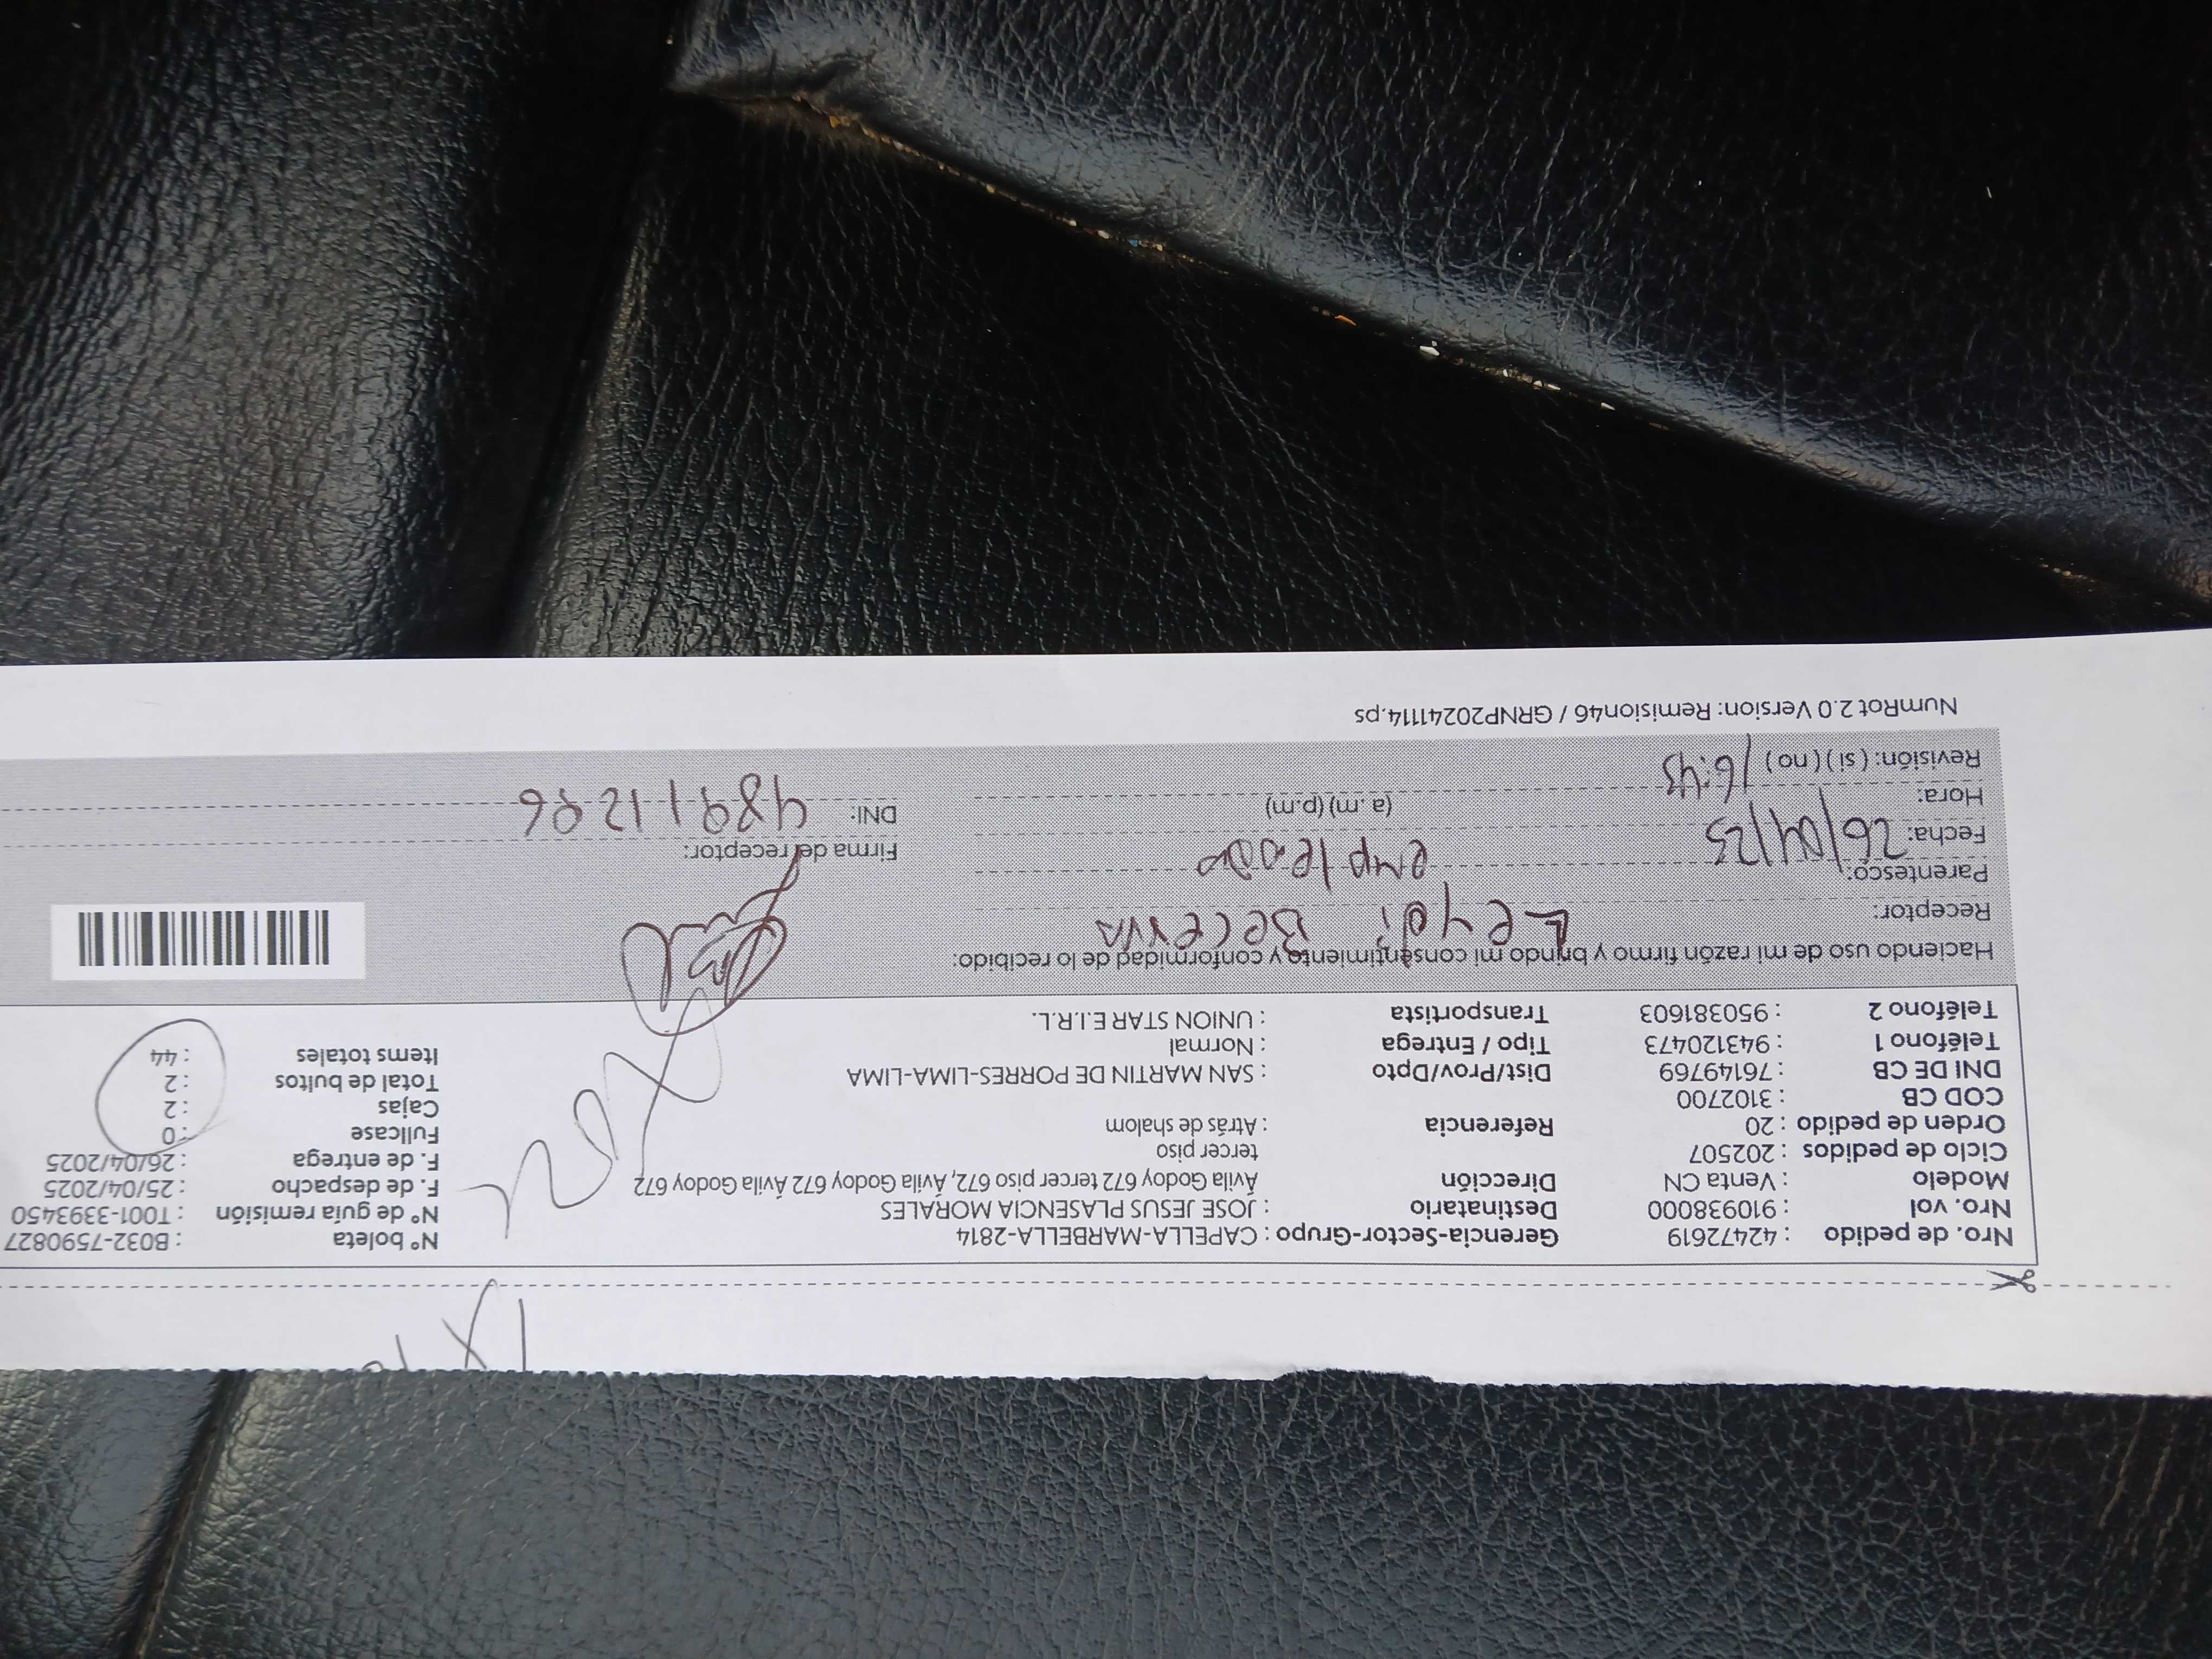 Nro. de pedido : 42472619 Gerencia-Sector-Grupo : CAPELLA-MARBELLA-2814 N° boleta : B032-7590827
Nro. vol : 910938000 Destinatario : JOSE JESUS PLASENCIA MORALES N° de guía remisión : T001-3393450
Modelo : Venta CN Dirección Ávila Godoy 672 tercer piso 672, Ávila Godoy 672 Ávila Godoy 672 F. de despacho : 25/04/2025
Ciclo de pedidos : 202507 tercer piso F. de entrega : 26/04/2025
Orden de pedido : 20 Referencia : Atrás de shalom Fullcase : 0
COD CB : 3102700 Cajas : 2
DNI DE CB : 76149769 Dist/Prov/Dpto : SAN MARTIN DE PORRES-LIMA-LIMA Total de bultos : 2
Teléfono 1 : 943120473 Tipo / Entrega : Normal Items totales : 44
Teléfono 2 : 950381603 Transportista : UNION STAR E.I.R.L.
Haciendo uso de mi razón firmo y brindo mi consentimiento y conformidad de lo recibido:
Receptor: Leydi Becerra
Parentesco: empleada Firma del receptor:
Fecha: 26/04/25
Hora: (a. m) (p.m) DNI: 48911296
Revisión: (si) (no) 16:45
NumRot 2.0 Version: Remision46 / GRNP20241114.ps